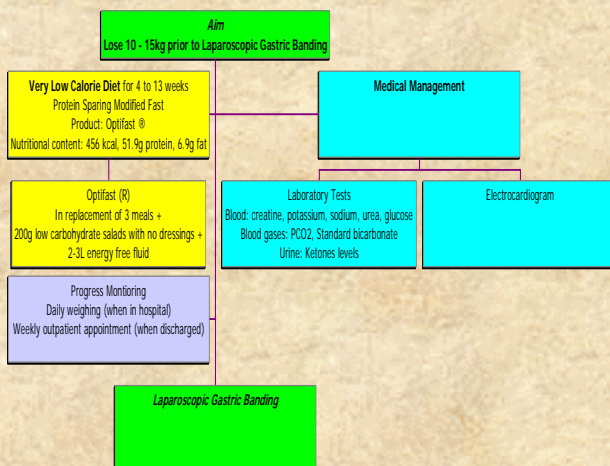 Aim
Lose 10 - 15kg prior to Laparoscopic Gastric Banding
Very Low Calorie Diet for 4 to 13 weeks
Protein Sparing Modified Fast
Product: Optifast ®
Nutritional content: 456 kcal, 51.9g protein, 6.9g fat
Medical Management
Optifast (R)
In replacement of 3 meals +
200g low carbohydrate salads with no dressings +
2-3L energy free fluid
Laboratory Tests
Blood: creatine, potassium, sodium, urea, glucose
Blood gases: PCO2, Standard bicarbonate
Urine: Ketones levels
Electrocardiogram
Progress Montioring
Daily weighing (when in hospital)
Weekly outpatient appointment (when discharged)
Laparoscopic Gastric Banding